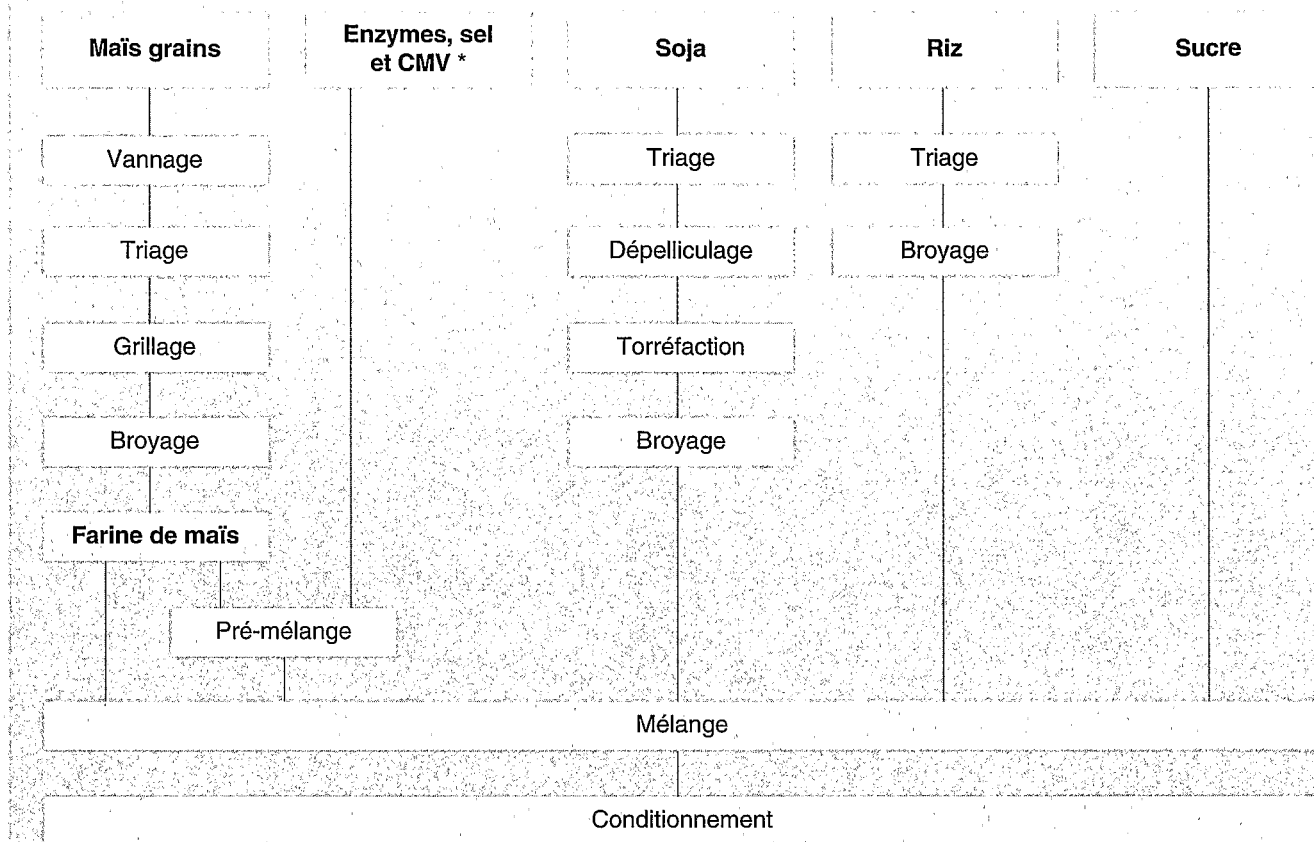 Maïs grains
Enzymes, sel
et CMV *
Soja
Riz
Sucre
Vannage
Triage
Triage
Triage
Dépelliculage
Broyage
Grillage
Torréfaction
Broyage
Broyage
Farine de maïs
Pré-mélange
Mélange
Conditionnement